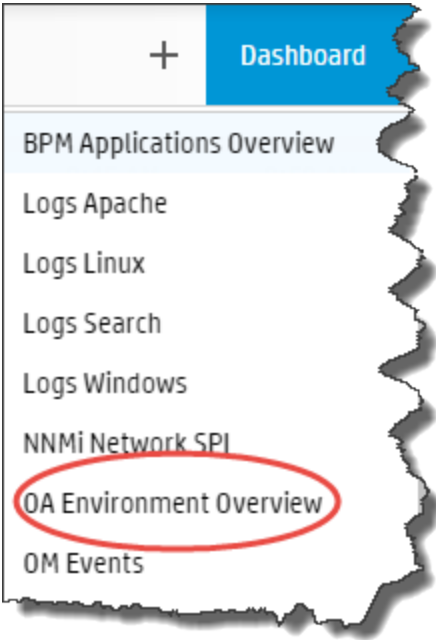 + Dashboard
BPM Applications Overview
Logs Apache
Logs Linux
Logs Search
Logs Windows
NNMi Network SPI
OA Environment Overview
OM Events